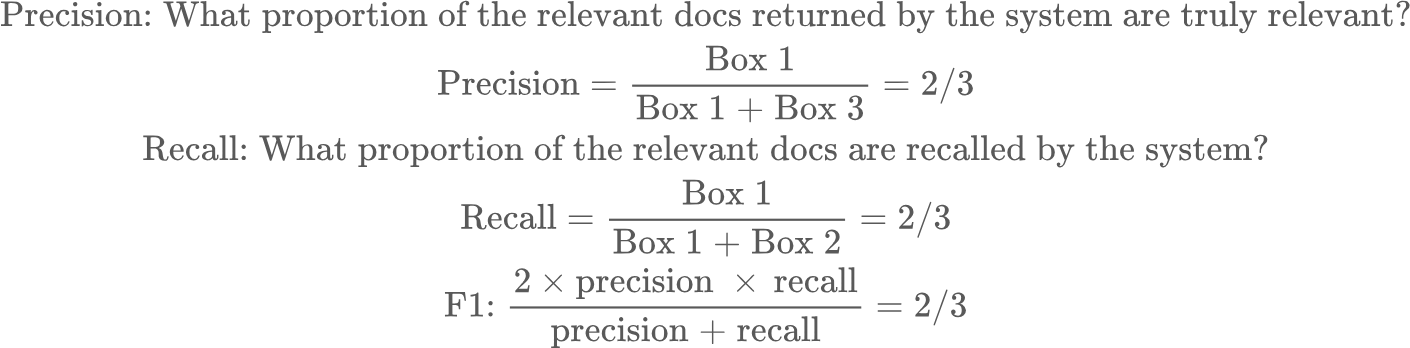 Precision: What proportion of the relevant docs returned by the system are truly relevant?
Precision = Box 1 / (Box 1 + Box 3) = 2/3
Recall: What proportion of the relevant docs are recalled by the system?
Recall = Box 1 / (Box 1 + Box 2) = 2/3
F1: (2 × precision × recall) / (precision + recall) = 2/3